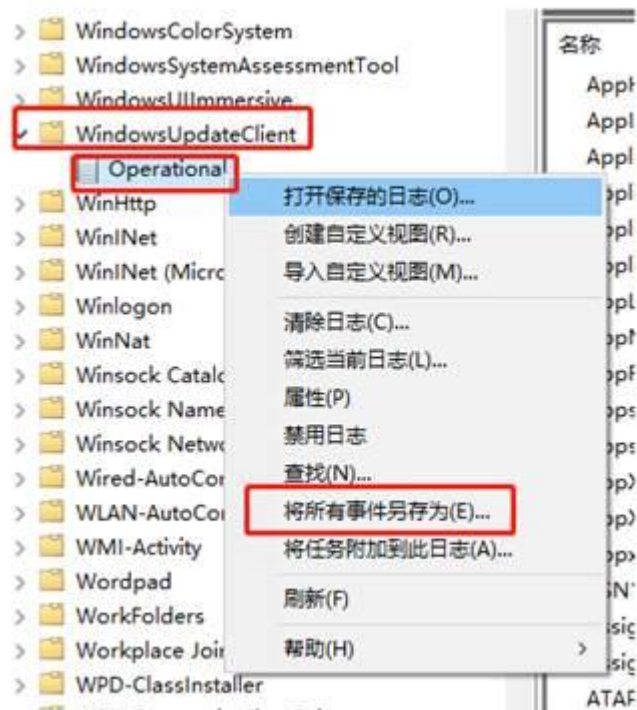 WindowsColorSystem
WindowsSystemAssessmentTool
WindowsUIImmersive
WindowsUpdateClient
Operational
WinHttp
WinINet
WinINet (Micro
Winlogon
WinNat
Winsock Catalo
Winsock Name
Winsock Netwo
Wired-AutoCon
WLAN-AutoCon
WMI-Activity
Wordpad
WorkFolders
Workplace Join
WPD-ClassInstaller
打开保存的日志(O)...
创建自定义视图(R)...
导入自定义视图(M)...
清除日志(C)...
筛选当前日志(L)...
属性(P)
禁用日志
查找(N)...
将所有事件另存为(E)...
将任务附加到此日志(A)...
刷新(F)
帮助(H)
名称